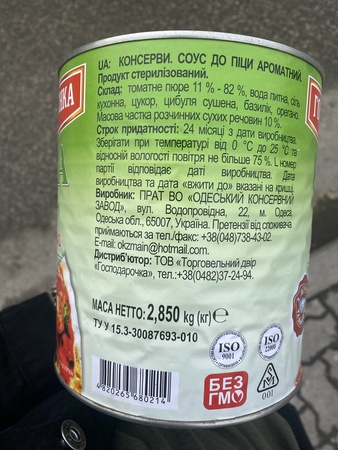 UA: КОНСЕРВИ. СОУС ДО ПІЦИ АРОМАТНИЙ
Продукт стерилізований.
Склад: томатне пюре 11 % - 82 %, вода питна, сіль
кухонна, цукор, цибуля сушена, базилік, орегано.
Масова частка розчинних сухих речовин 10 %.
Строк придатності: 24 місяці з дати виробництва.
Зберігати при температурі від 0 °C до 25 °C та
відносній вологості повітря не більше 75 %. L номер
партії відповідає даті виробництва. Дата
виробництва та дата «вжити до» вказані на кришці.
Виробник: ПРАТ ВО «ОДЕСЬКИЙ КОНСЕРВНИЙ
ЗАВОД», вул. Водопровідна, 22, м. Одеса,
Одеська обл., 65007, Україна. Претензії від споживачів
приймаються за тел./факс: +38(048)738-43-02.
E-mail: okzmain@hotmail.com
Дистриб'ютор: ТОВ «Торговельний двір
«Господарочка», тел.:+38(0482)37-24-94.
МАСА НЕТТО: 2,850 kg (кг) ℮
ТУ У 15.3-30087693-010
ISO
9001
ISO
22000
4820265680214
БЕЗ
ГМО
001